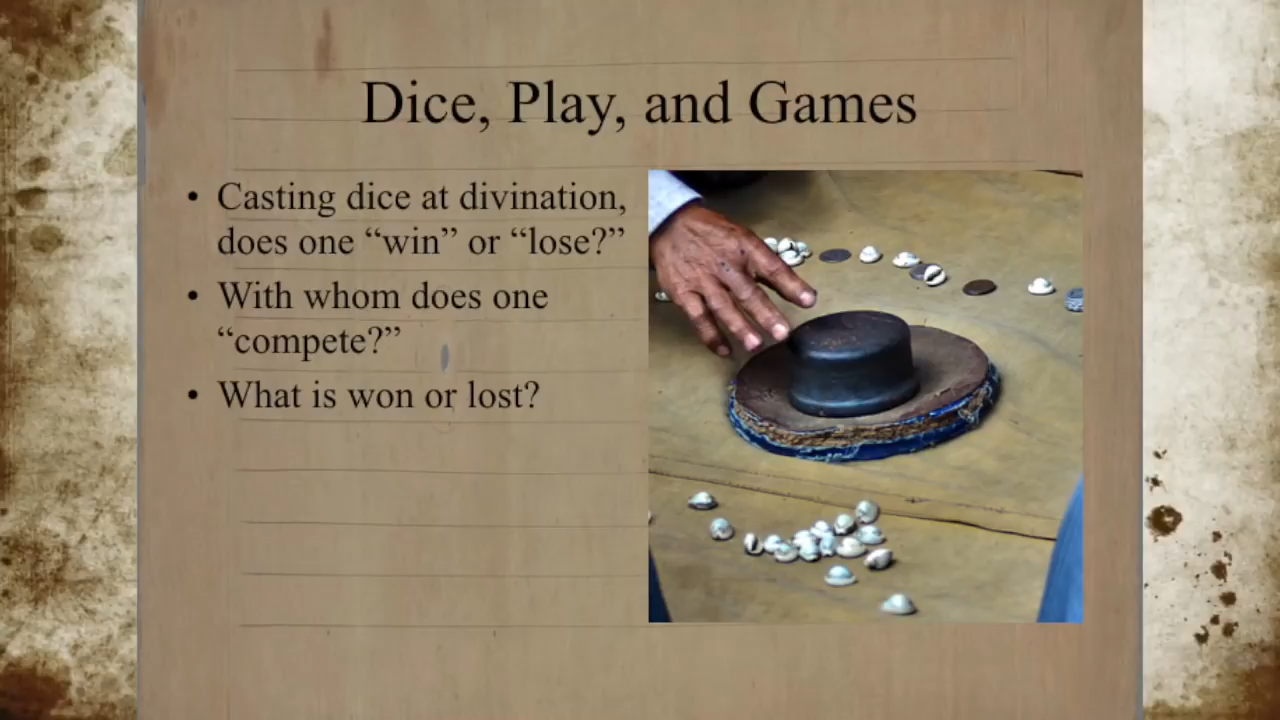 Dice, Play, and Games
• Casting dice at divination,
does one “win” or “lose?”
• With whom does one
“compete?”
• What is won or lost?